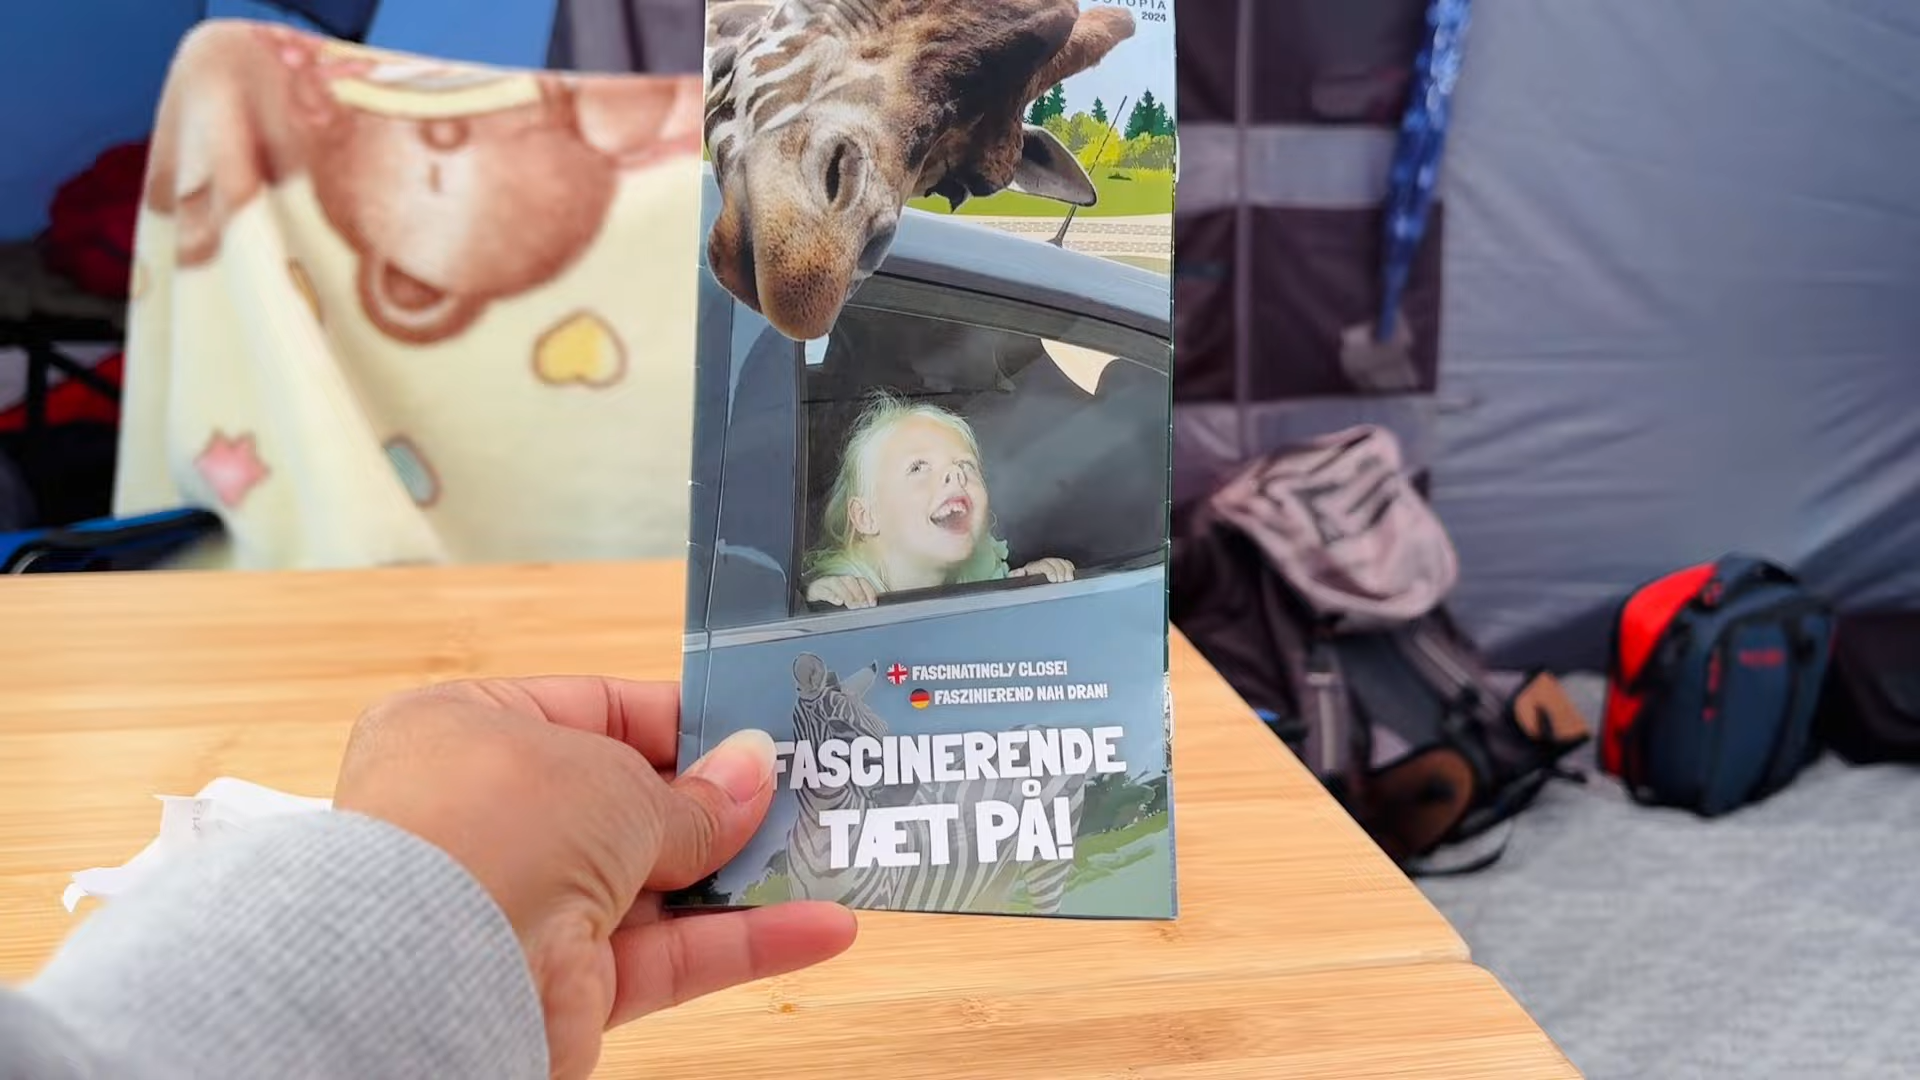 2024
FASCINATINGLY CLOSE!
FASZINIEREND NAH DRAN!
FASCINERENDE
TÆT PÅ!